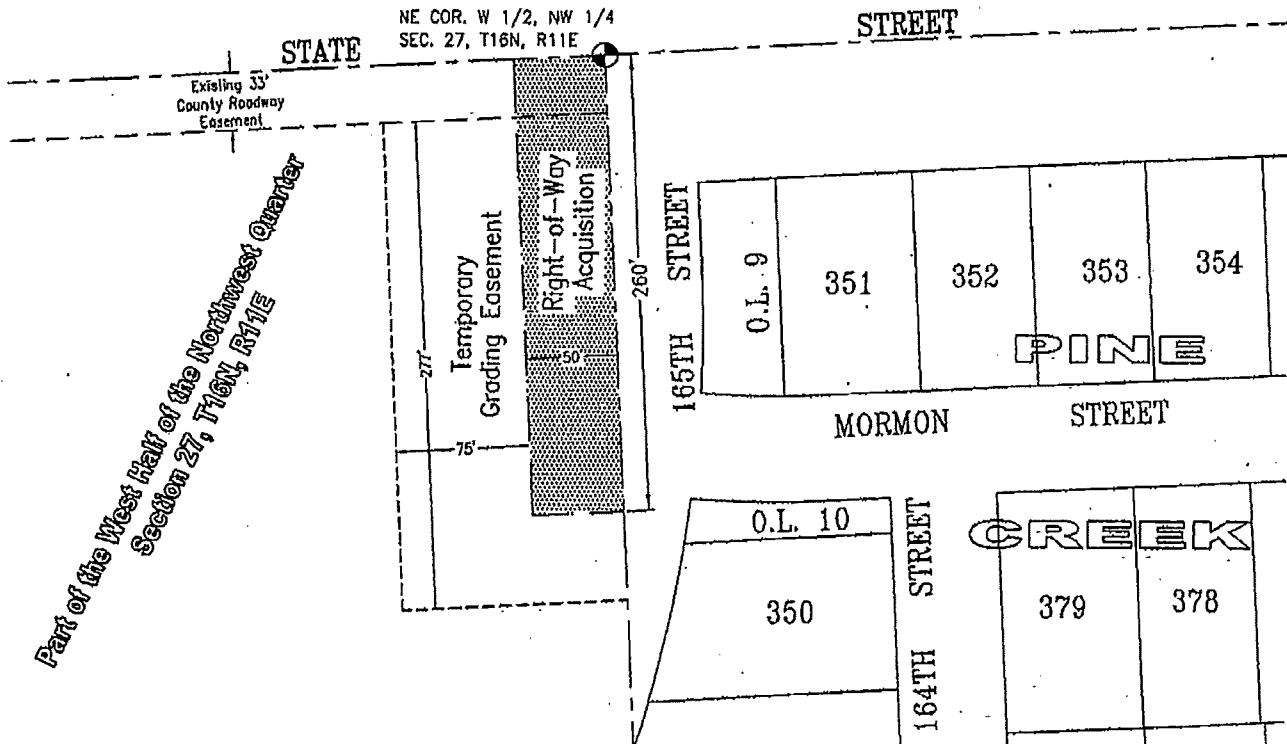 NE COR. W 1/2, NW 1/4
SEC. 27, T16N, R11E
STATE
STREET
Existing 33'
County Roadway
Easement
Part of the West Half of the Northwest Quarter
Section 27, T16N, R11E
Temporary
Grading Easement
Right-of-Way
Acquisition
277'
75'
50'
260'
165TH STREET
O.L. 9
351
352
353
354
PINE
MORMON STREET
O.L. 10
350
164TH STREET
CREEK
379
378